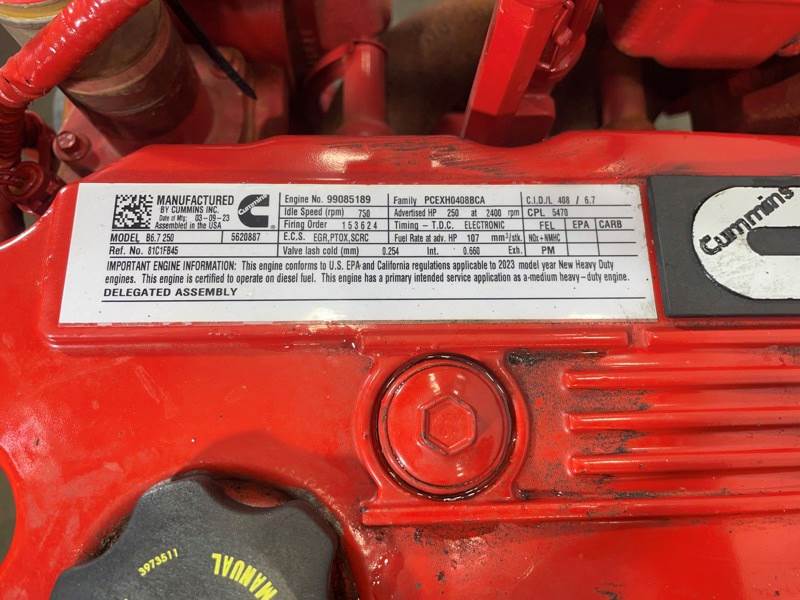 MANUFACTURED
BY CUMMINS INC.
Date of Mfg: 03-09-23
Assembled in the USA
Cummins
MODEL B6.7 250 5620887
Ref. No. 81C1FB45
Engine No. 99085189
Idle Speed (rpm) 750
Firing Order 153624
E.C.S. EGR,PTOX,SCRC
Valve lash cold (mm) 0.254 Int. 0.660 Exh.
Family PCEXH0408BCA
Advertised HP 250 at 2400 rpm
Timing - T.D.C. ELECTRONIC
Fuel Rate at adv. HP 107 mm³/stk.
C.I.D./L 408 / 6.7
CPL 5470
FEL EPA CARB
NOx+NMHC
PM
IMPORTANT ENGINE INFORMATION: This engine conforms to U.S. EPA and California regulations applicable to 2023 model year New Heavy Duty
engines. This engine is certified to operate on diesel fuel. This engine has a primary intended service application as a medium heavy-duty engine.
DELEGATED ASSEMBLY
Cummins
3973511
MANUAL